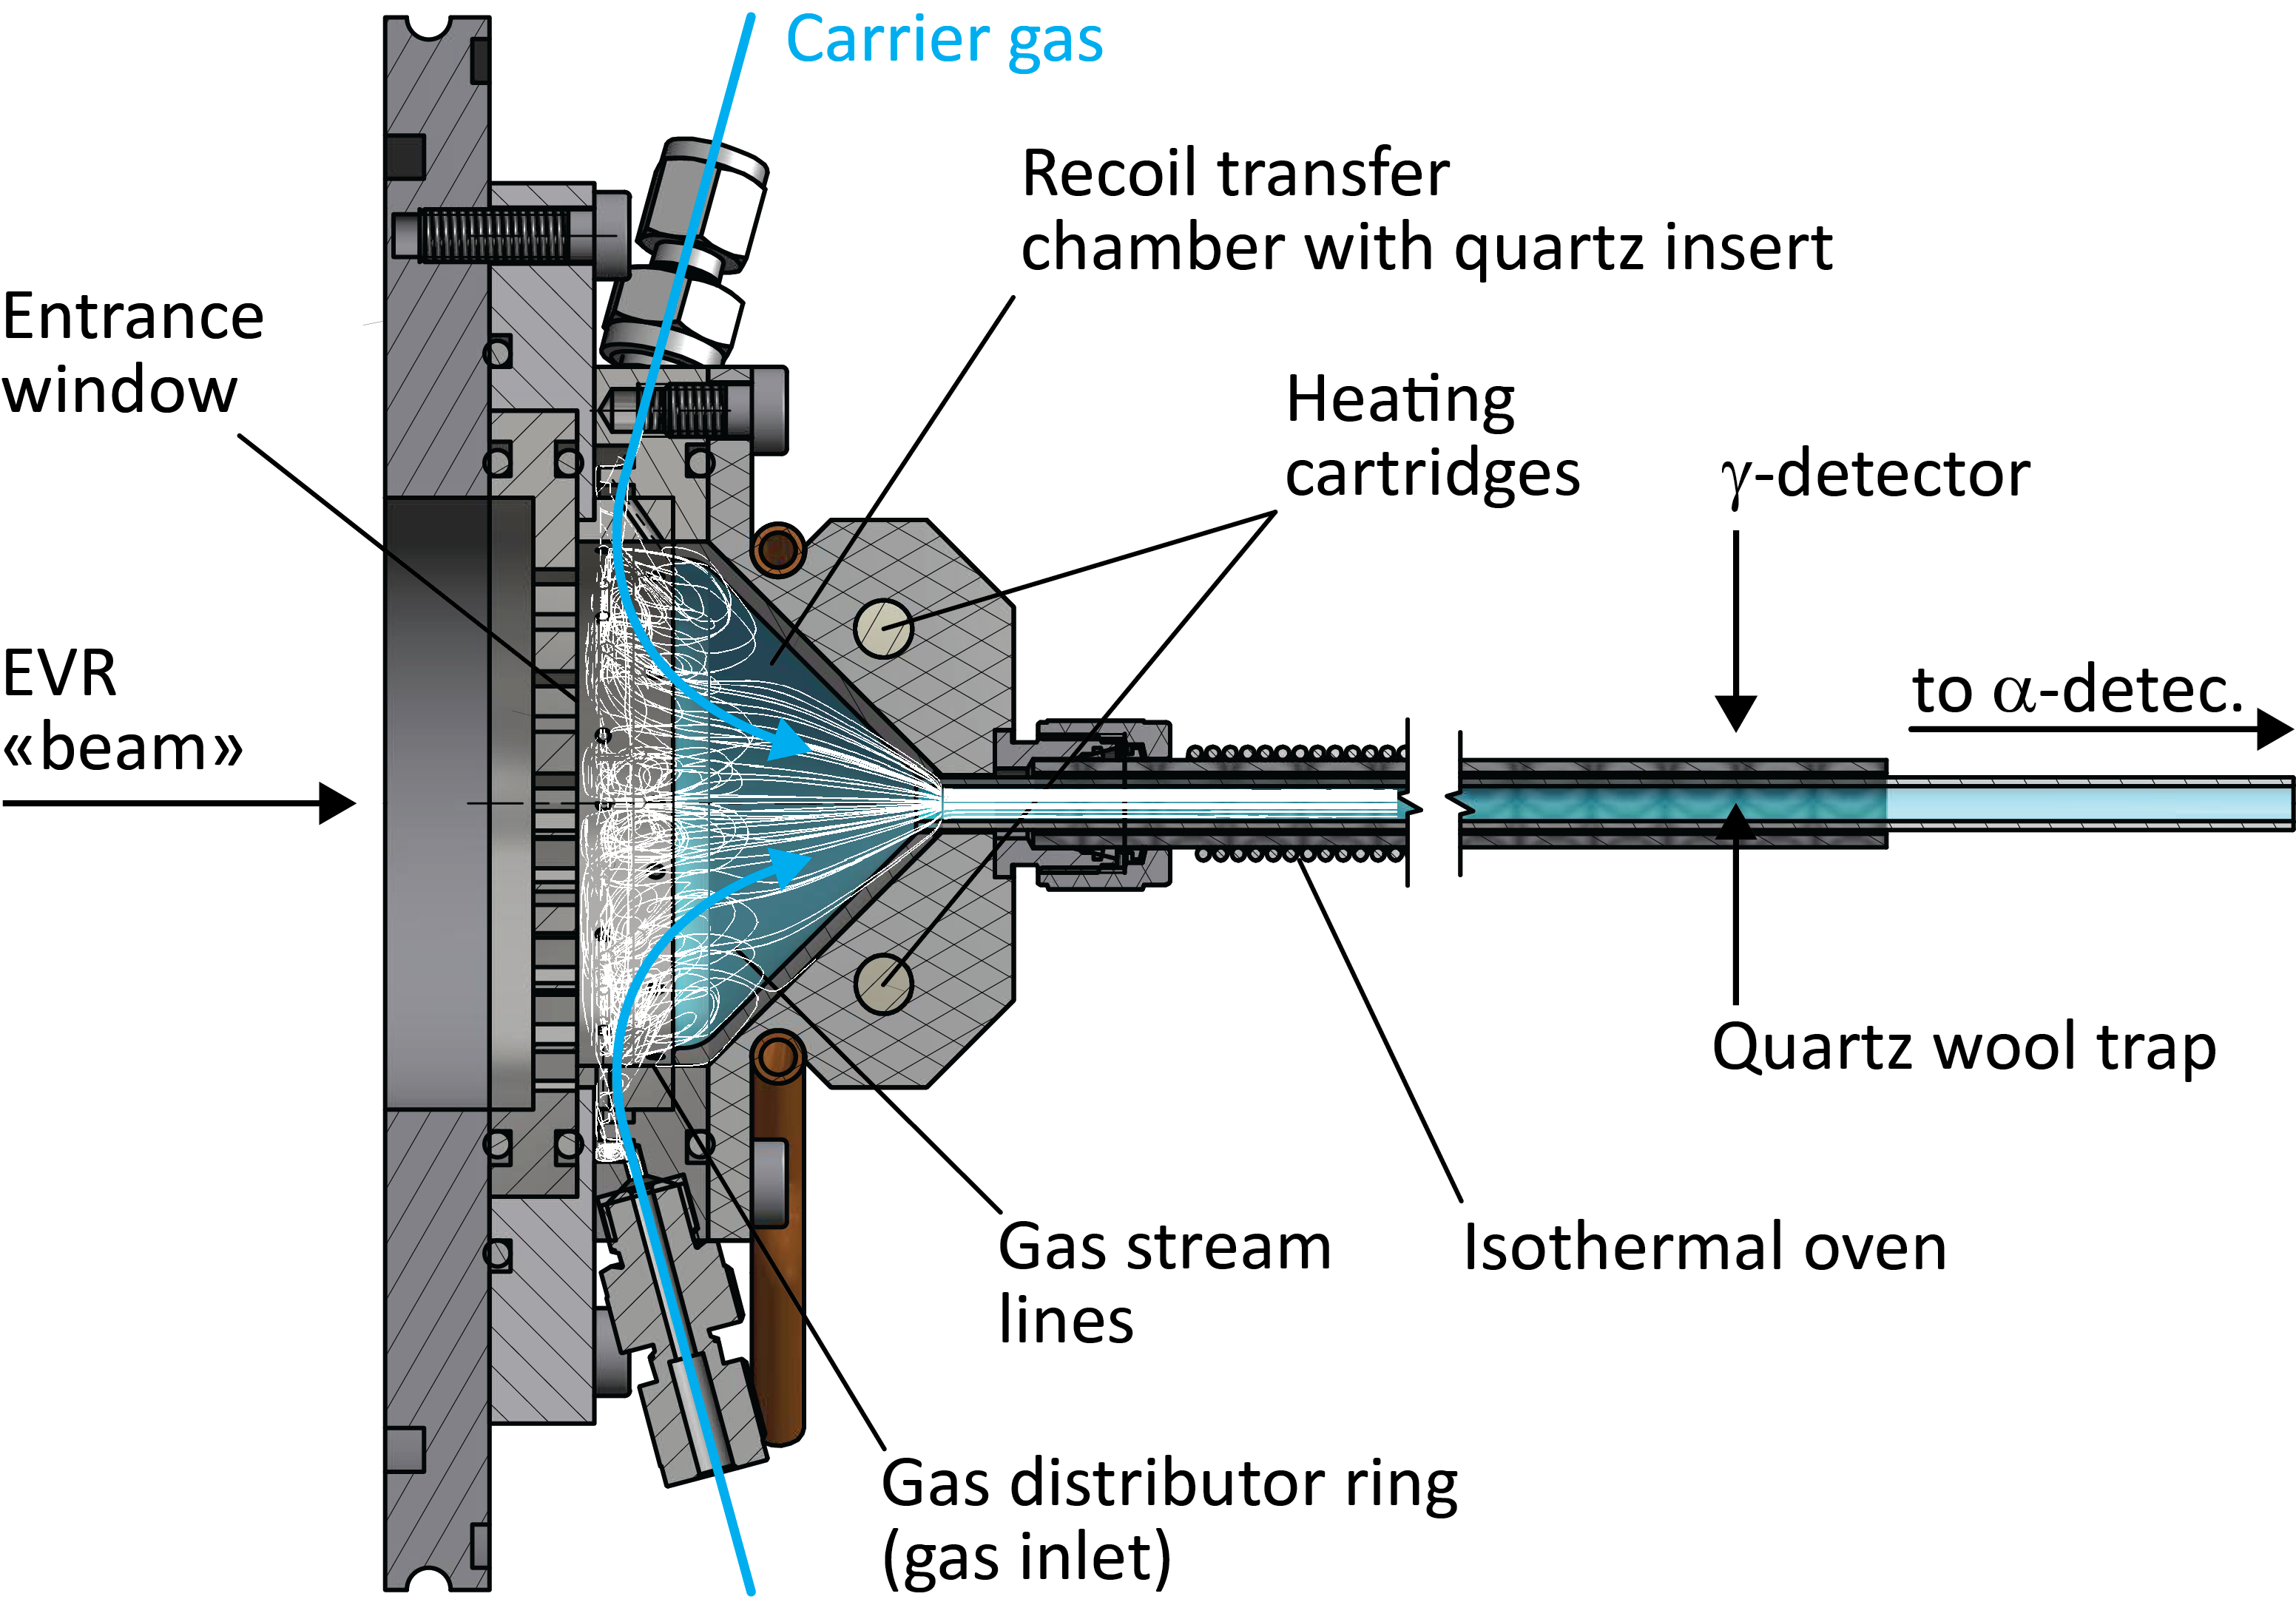 Carrier gas
Recoil transfer
chamber with quartz insert
Entrance
window
Heating
cartridges
γ-detector
EVR
«beam»
to α-detec.
Quartz wool trap
Gas stream
lines
Isothermal oven
Gas distributor ring
(gas inlet)